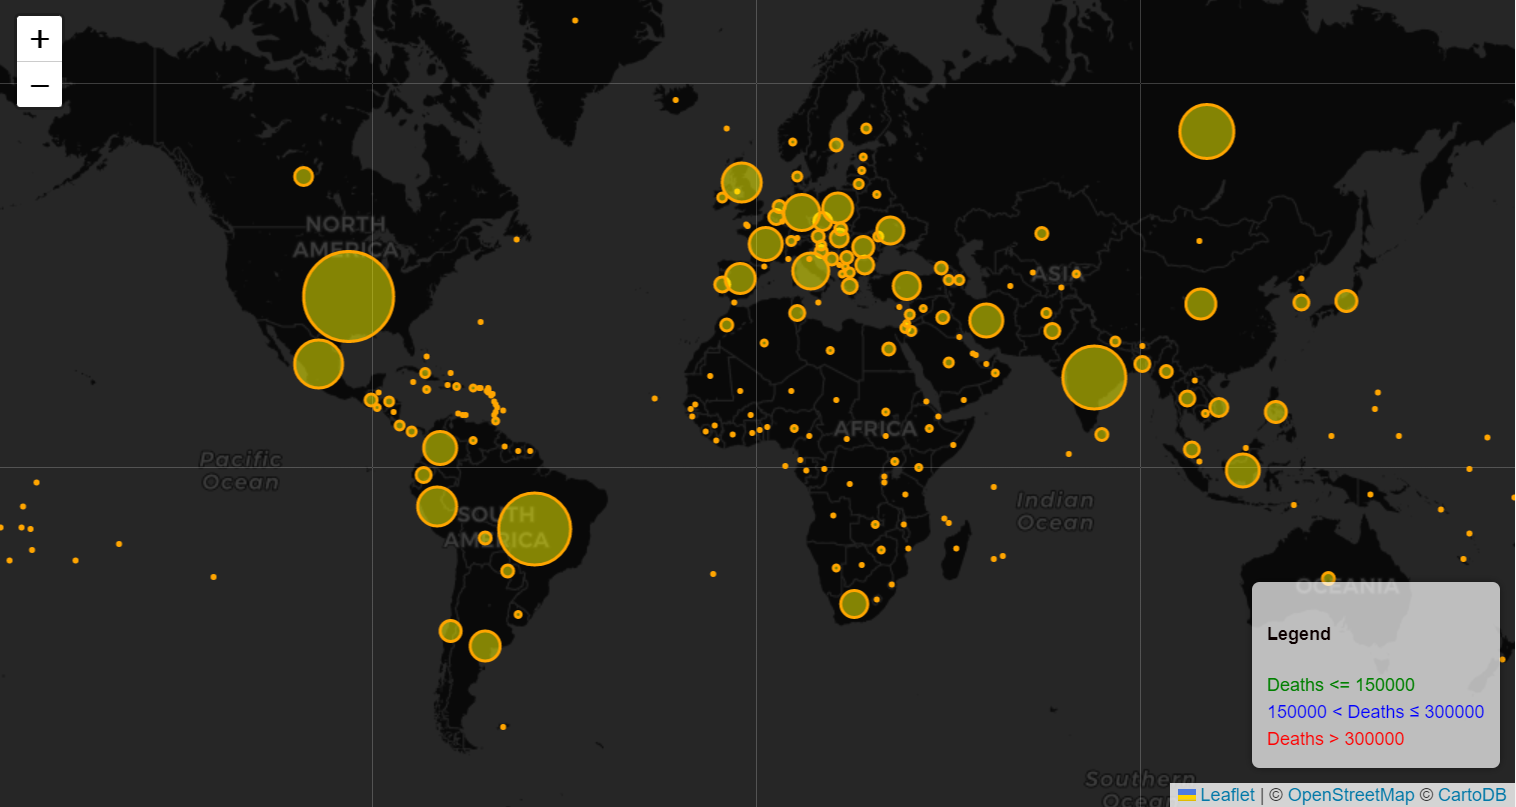 +
−
NORTH
AMERICA
ASIA
AFRICA
Pacific
Ocean
SOUTH
AMERICA
Indian
Ocean
OCEANIA
Legend
Deaths <= 150000
150000 < Deaths ≤ 300000
Deaths > 300000
Southern
Ocean
Leaflet | © OpenStreetMap © CartoDB